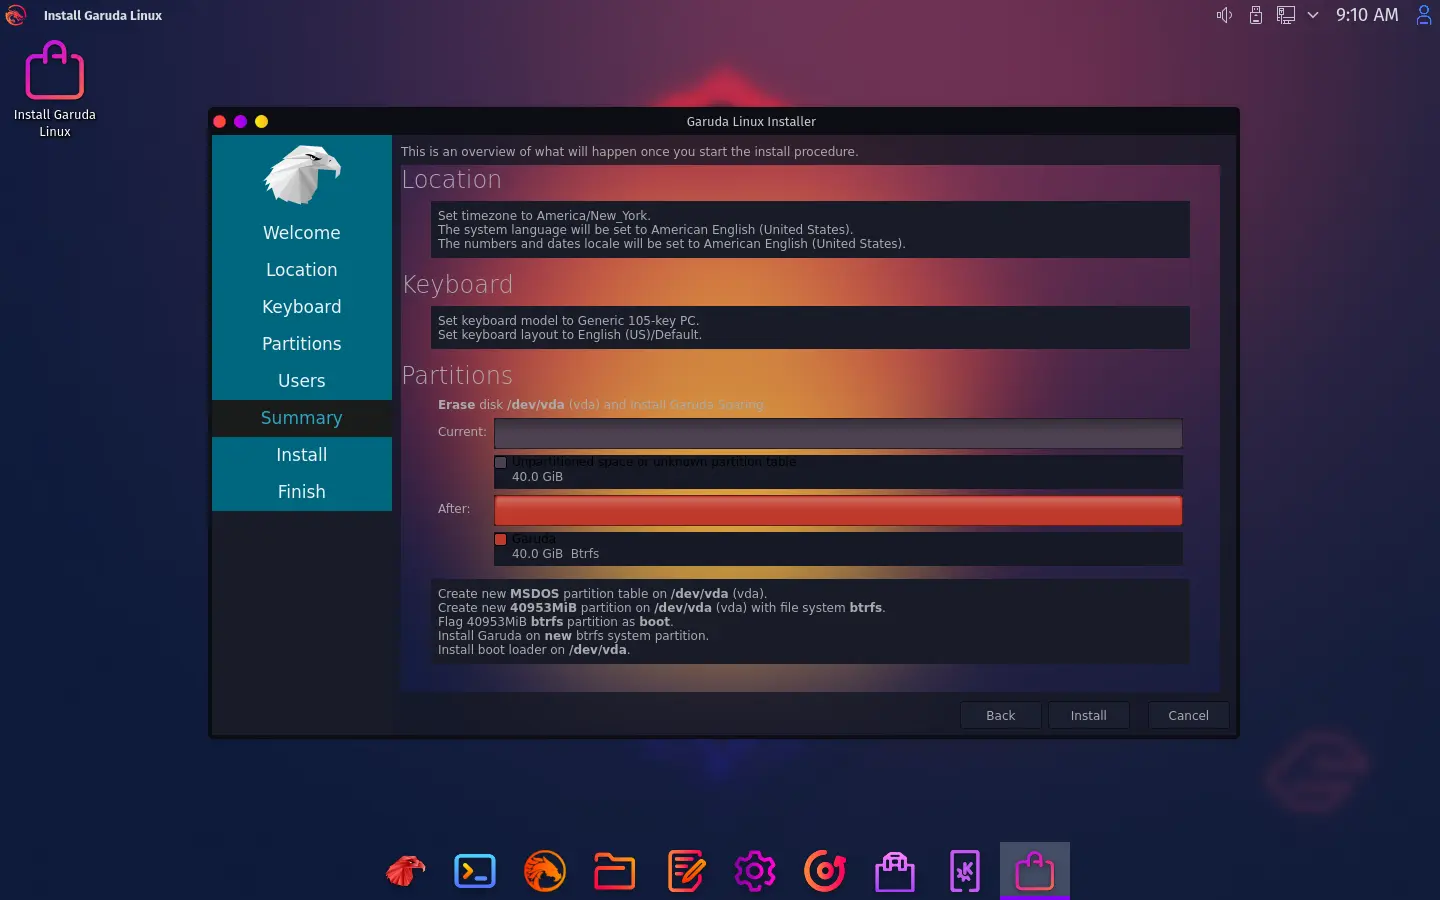 Install Garuda Linux
9:10 AM
Install Garuda
Linux
Garuda Linux Installer
Welcome
Location
Keyboard
Partitions
Users
Summary
Install
Finish
This is an overview of what will happen once you start the install procedure.
Location
Set timezone to America/New_York.
The system language will be set to American English (United States).
The numbers and dates locale will be set to American English (United States).
Keyboard
Set keyboard model to Generic 105-key PC.
Set keyboard layout to English (US)/Default.
Partitions
Erase disk /dev/vda (vda) and install Garuda Soaring.
Current:
Unpartitioned space or unknown partition table
40.0 GiB
After:
Garuda
40.0 GiB Btrfs
Create new MSDOS partition table on /dev/vda (vda).
Create new 40953MiB partition on /dev/vda (vda) with file system btrfs.
Flag 40953MiB btrfs partition as boot.
Install Garuda on new btrfs system partition.
Install boot loader on /dev/vda.
Back
Install
Cancel